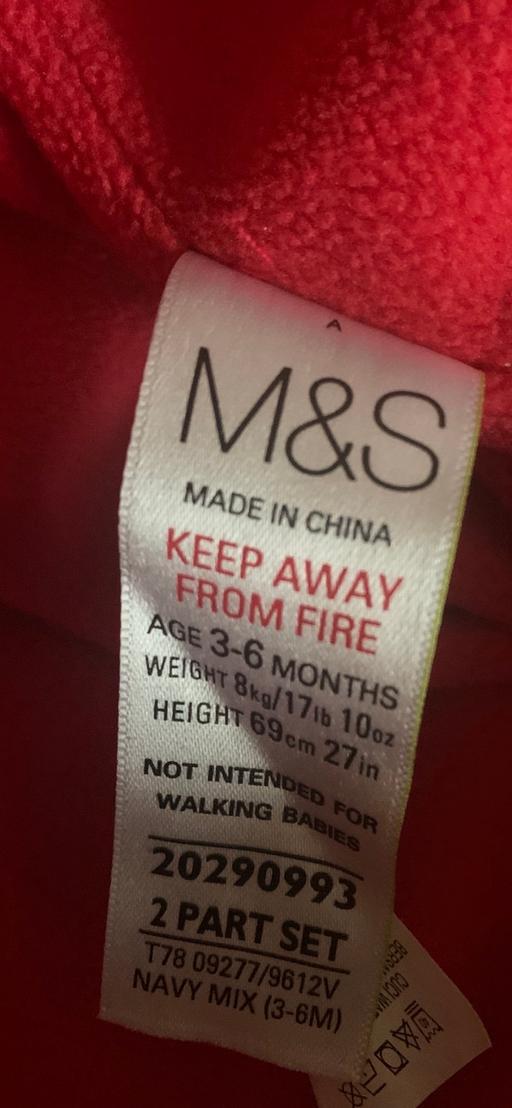 A
M&S
MADE IN CHINA
KEEP AWAY
FROM FIRE
AGE 3-6 MONTHS
WEIGHT 8kg/17lb 10oz
HEIGHT 69cm 27in
NOT INTENDED FOR
WALKING BABIES
20290993
2 PART SET
T78 09277/9612V
NAVY MIX (3-6M)
CUCI